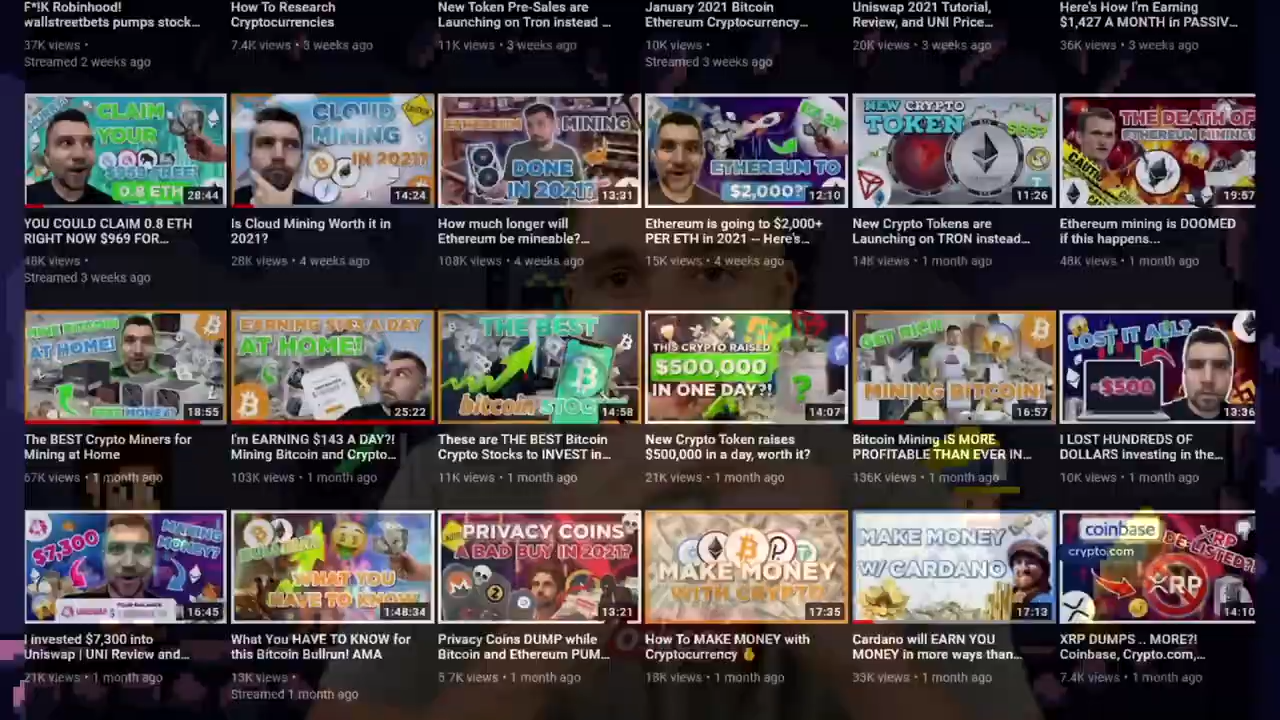 F*!K Robinhood!
wallstreetbets pumps stock...
37K views •
Streamed 2 weeks ago
How To Research
Cryptocurrencies
7.4K views • 3 weeks ago
New Token Pre-Sales are
Launching on Tron instead ...
11K views • 3 weeks ago
January 2021 Bitcoin
Ethereum Cryptocurrency...
10K views •
Streamed 3 weeks ago
Uniswap 2021 Tutorial,
Review, and UNI Price...
20K views • 3 weeks ago
Here's How I'm Earning
$1,427 A MONTH in PASSIV...
36K views • 3 weeks ago
CLAIM
YOUR
$969 FREE!
0.8 ETH
28:44
YOU COULD CLAIM 0.8 ETH
RIGHT NOW $969 FOR...
48K views •
Streamed 3 weeks ago
CLOUD
MINING
IN 2021?
14:24
Is Cloud Mining Worth it in
2021?
28K views • 4 weeks ago
ETHEREUM MINING
DONE
IN 2021?
13:31
How much longer will
Ethereum be mineable?...
108K views • 4 weeks ago
ETHEREUM TO
$2,000?
12:10
Ethereum is going to $2,000+
PER ETH in 2021 – Here's...
15K views • 4 weeks ago
NEW CRYPTO
TOKEN
$$$?
11:26
New Crypto Tokens are
Launching on TRON instead...
14K views • 1 month ago
THE DEATH OF
ETHEREUM MINING?
CAUTION
19:57
Ethereum mining is DOOMED
if this happens...
48K views • 1 month ago
MINE BITCOIN
AT HOME!
18:55
The BEST Crypto Miners for
Mining at Home
67K views • 1 month ago
EARNING $143 A DAY
AT HOME!
25:22
I'm EARNING $143 A DAY?!
Mining Bitcoin and Crypto...
103K views • 1 month ago
THE BEST
bitcoin STOCK
14:58
These are THE BEST Bitcoin
Crypto Stocks to INVEST in...
11K views • 1 month ago
THIS CRYPTO RAISED
$500,000
IN ONE DAY?!
?
14:07
New Crypto Token raises
$500,000 in a day, worth it?
21K views • 1 month ago
GET RICH
MINING BITCOIN!
16:57
Bitcoin Mining IS MORE
PROFITABLE THAN EVER IN...
136K views • 1 month ago
LOST IT ALL?
-$500
13:36
I LOST HUNDREDS OF
DOLLARS investing in the...
10K views • 1 month ago
$7,300
MAKING
MONEY?
16:45
I invested $7,300 into
Uniswap | UNI Review and...
21K views • 1 month ago
BULLRUN
WHAT YOU
HAVE TO KNOW
1:48:34
What You HAVE TO KNOW for
this Bitcoin Bullrun! AMA
13K views •
Streamed 1 month ago
PRIVACY COINS
A BAD BUY IN 2021?
13:21
Privacy Coins DUMP while
Bitcoin and Ethereum PUM...
8.7K views • 1 month ago
MAKE MONEY
WITH CRYPTO
17:35
How To MAKE MONEY with
Cryptocurrency
18K views • 1 month ago
MAKE MONEY
W/ CARDANO
17:13
Cardano will EARN YOU
MONEY in more ways than...
33K views • 1 month ago
coinbase
crypto.com
XRP
DE-LISTED?
XRP
14:10
XRP DUMPS .. MORE?!
Coinbase, Crypto.com,...
7.4K views • 1 month ago